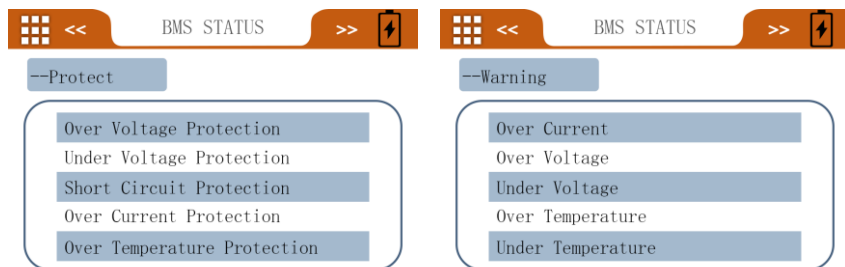 << BMS STATUS >>
--Protect
Over Voltage Protection
Under Voltage Protection
Short Circuit Protection
Over Current Protection
Over Temperature Protection
<< BMS STATUS >>
--Warning
Over Current
Over Voltage
Under Voltage
Over Temperature
Under Temperature